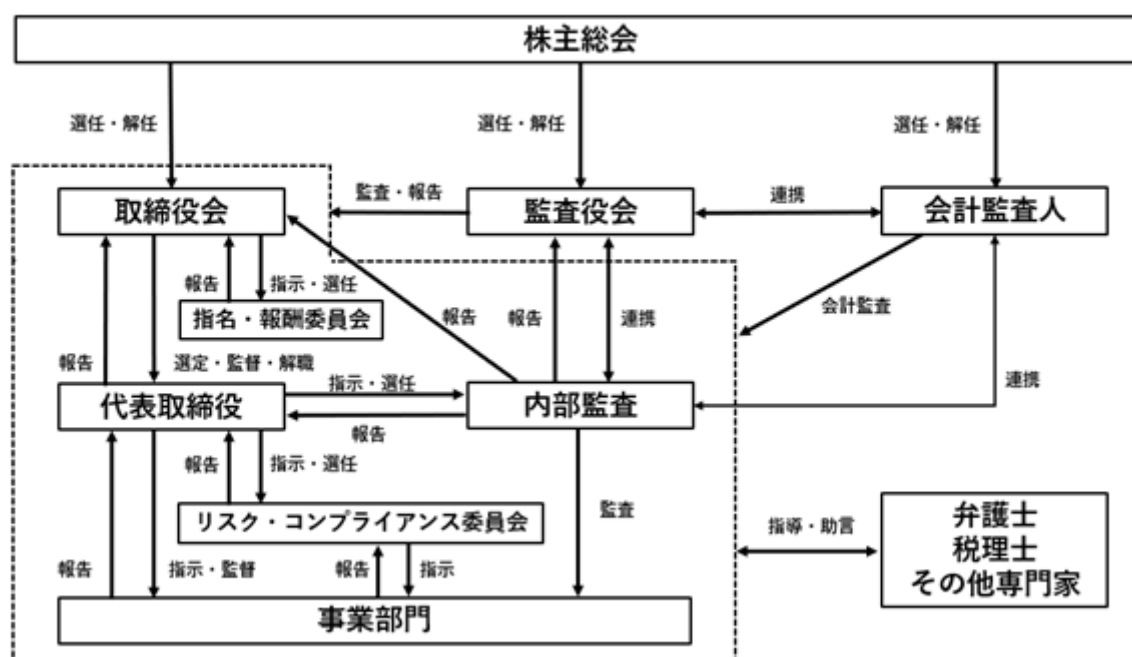 株主総会
選任・解任
選任・解任
選任・解任
取締役会
監査・報告
監査役会
連携
会計監査人
報告
指示・選任
指名・報酬委員会
報告
報告
連携
会計監査
報告
選定・監督・解職
代表取締役
指示・選任
報告
内部監査
連携
報告
指示・選任
リスク・コンプライアンス委員会
監査
指導・助言
弁護士
税理士
その他専門家
報告
指示・監督
報告
指示
事業部門